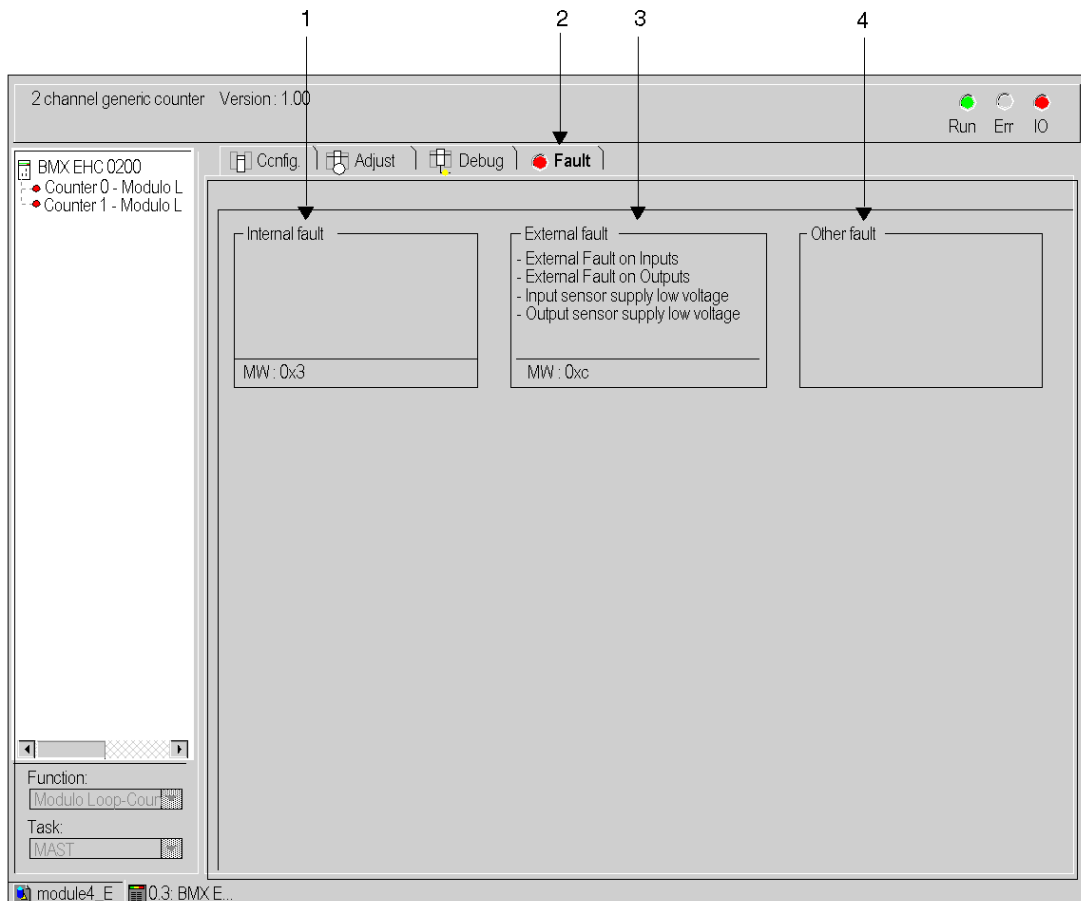 1 2 3 4
2 channel generic counter Version : 1.00
Run Err IO
BMX EHC 0200
Counter 0 - Modulo L
Counter 1 - Modulo L
Config. Adjust Debug Fault
Internal fault
MW : 0x3
External fault
- External Fault on Inputs
- External Fault on Outputs
- Input sensor supply low voltage
- Output sensor supply low voltage
MW : 0xc
Other fault
Function:
Modulo Loop-Coun
Task:
MAST
module4_E 0.3: BMX E...